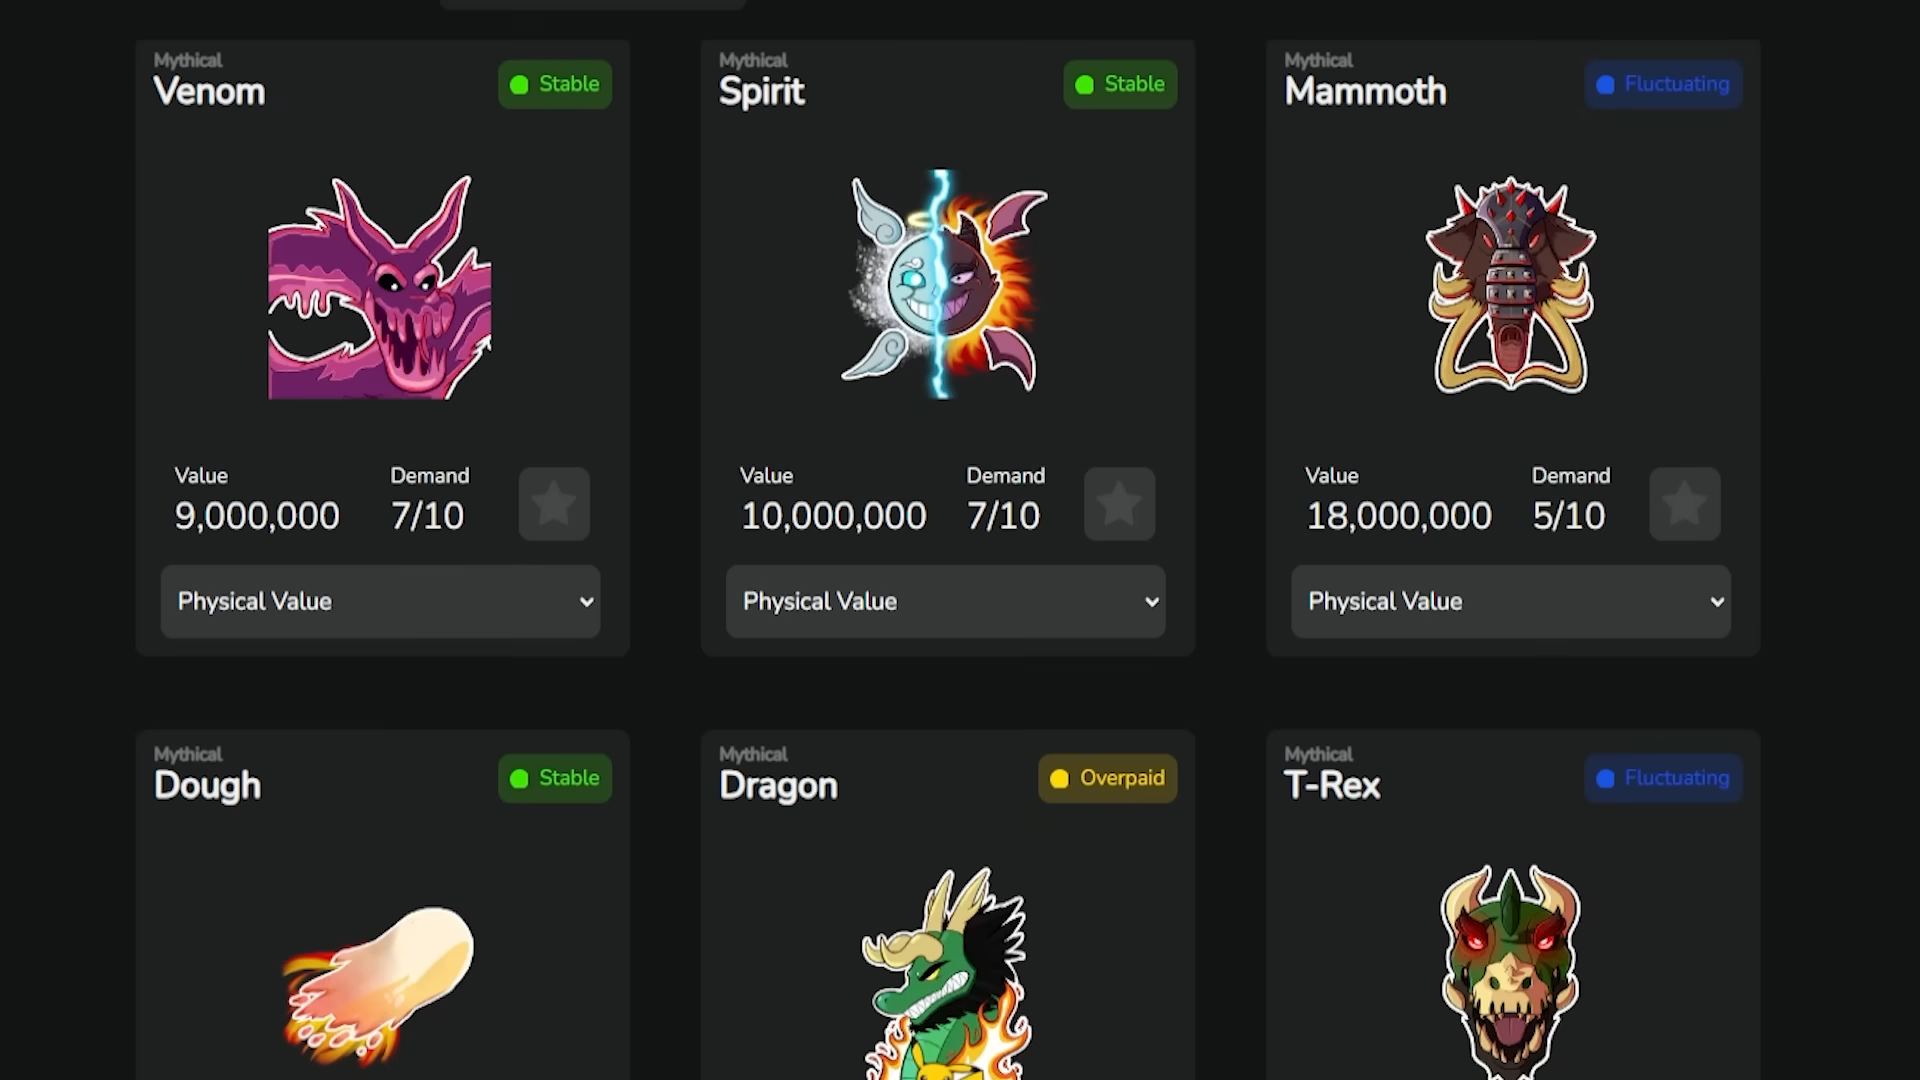 Mythical
Venom
Stable
Value
9,000,000
Demand
7/10
Physical Value
Mythical
Spirit
Stable
Value
10,000,000
Demand
7/10
Physical Value
Mythical
Mammoth
Fluctuating
Value
18,000,000
Demand
5/10
Physical Value
Mythical
Dough
Stable
Mythical
Dragon
Overpaid
Mythical
T-Rex
Fluctuating